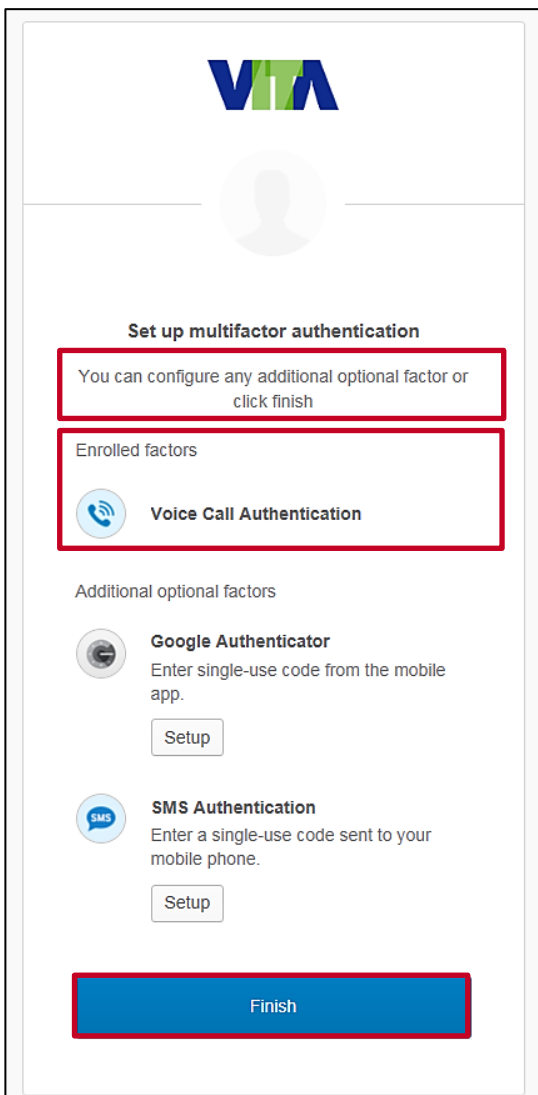 VITA
Set up multifactor authentication
You can configure any additional optional factor or
click finish
Enrolled factors
Voice Call Authentication
Additional optional factors
Google Authenticator
Enter single-use code from the mobile
app.
Setup
SMS
SMS Authentication
Enter a single-use code sent to your
mobile phone.
Setup
Finish